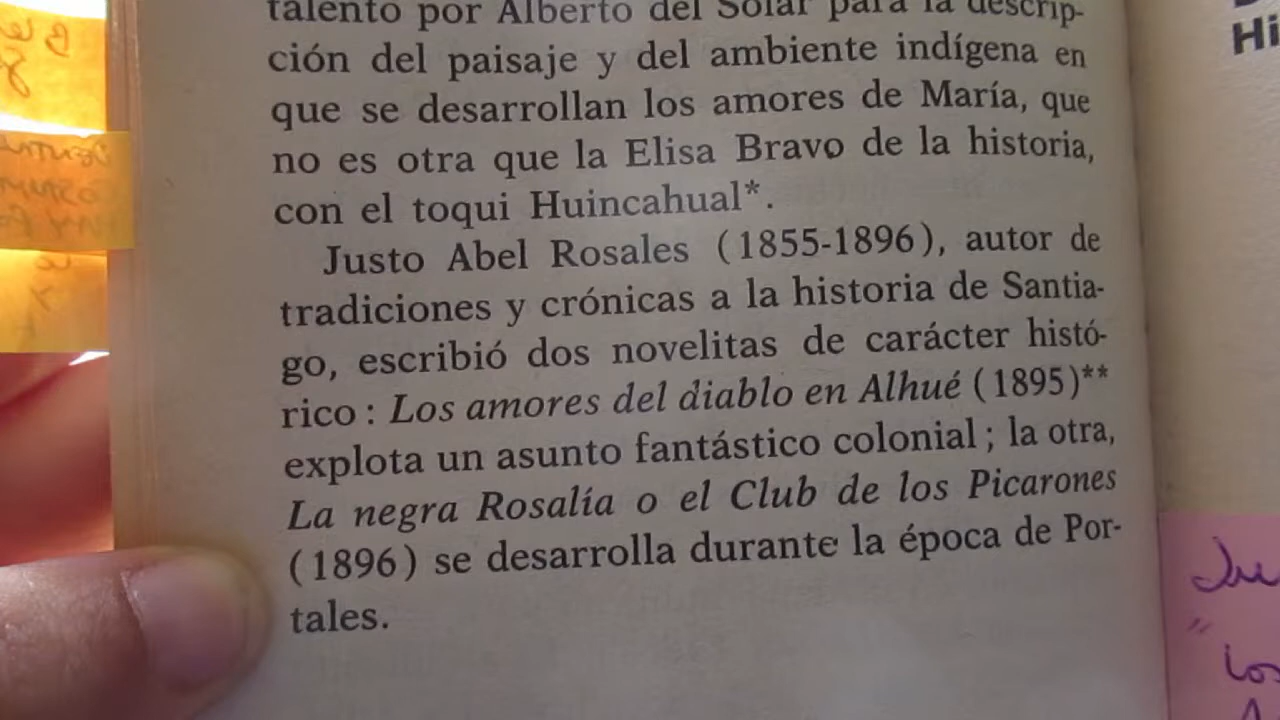 talento por Alberto del Solar para la descrip-
ción del paisaje y del ambiente indígena en
que se desarrollan los amores de María, que
no es otra que la Elisa Bravo de la historia,
con el toqui Huincahual*.
Justo Abel Rosales (1855-1896), autor de
tradiciones y crónicas a la historia de Santia-
go, escribió dos novelitas de carácter histó-
rico: Los amores del diablo en Alhué (1895)**
explota un asunto fantástico colonial; la otra,
La negra Rosalía o el Club de los Picarones
(1896) se desarrolla durante la época de Por-
tales.
Hi
los